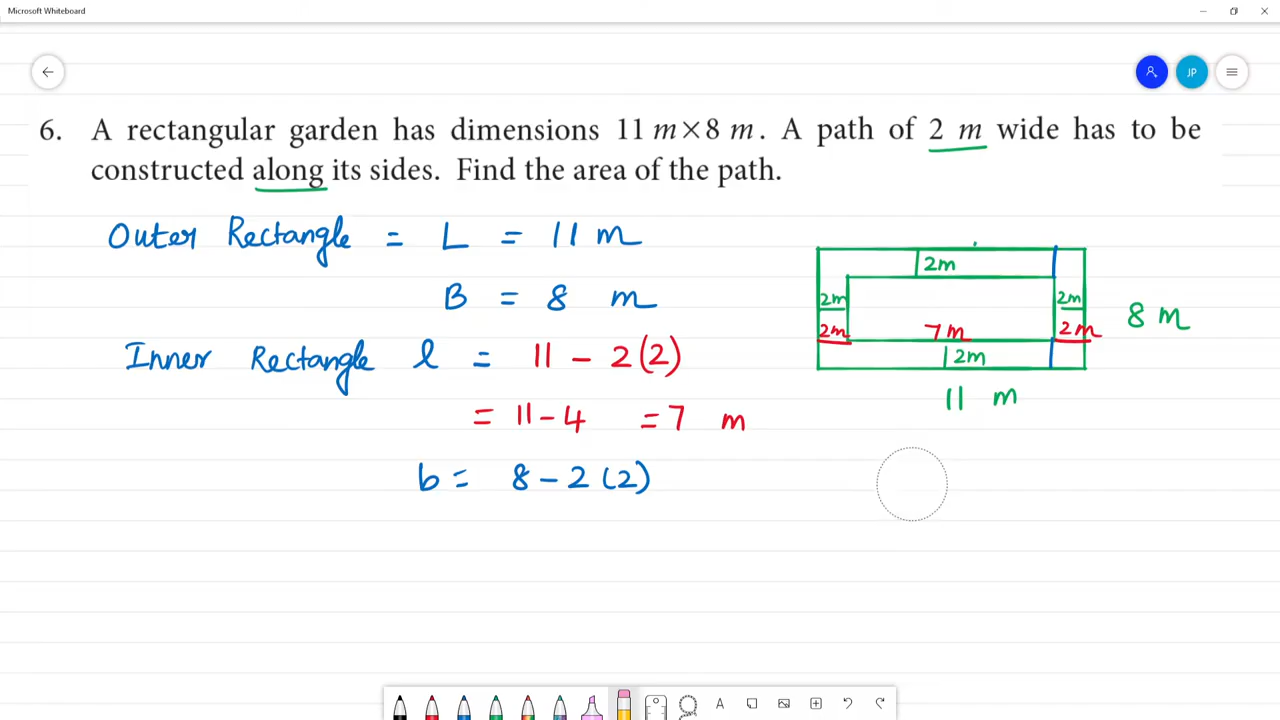 Microsoft Whiteboard
JP
6. A rectangular garden has dimensions 11 m×8 m. A path of 2 m wide has to be
constructed along its sides. Find the area of the path.
Outer Rectangle = L = 11 m
B = 8 m
Inner Rectangle l = 11 - 2(2)
= 11 - 4 = 7 m
b = 8 - 2 (2)
2m
2m 2m
8 m
2m 7 m 2m
2m
11 m
A